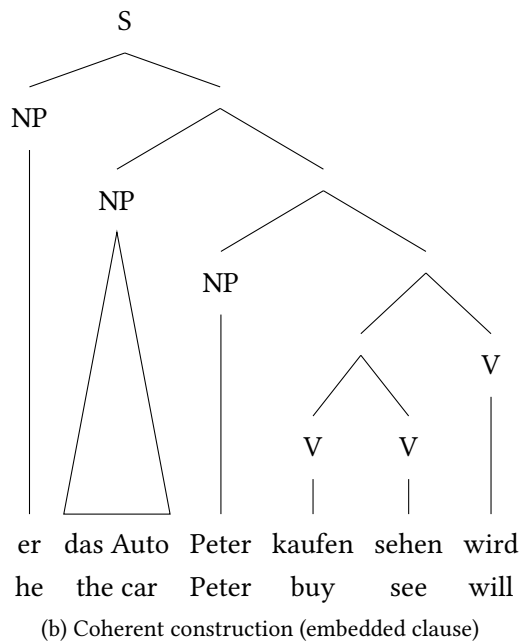 S
NP
NP
NP
V
V V
er das Auto Peter kaufen sehen wird
he the car Peter buy see will
(b) Coherent construction (embedded clause)